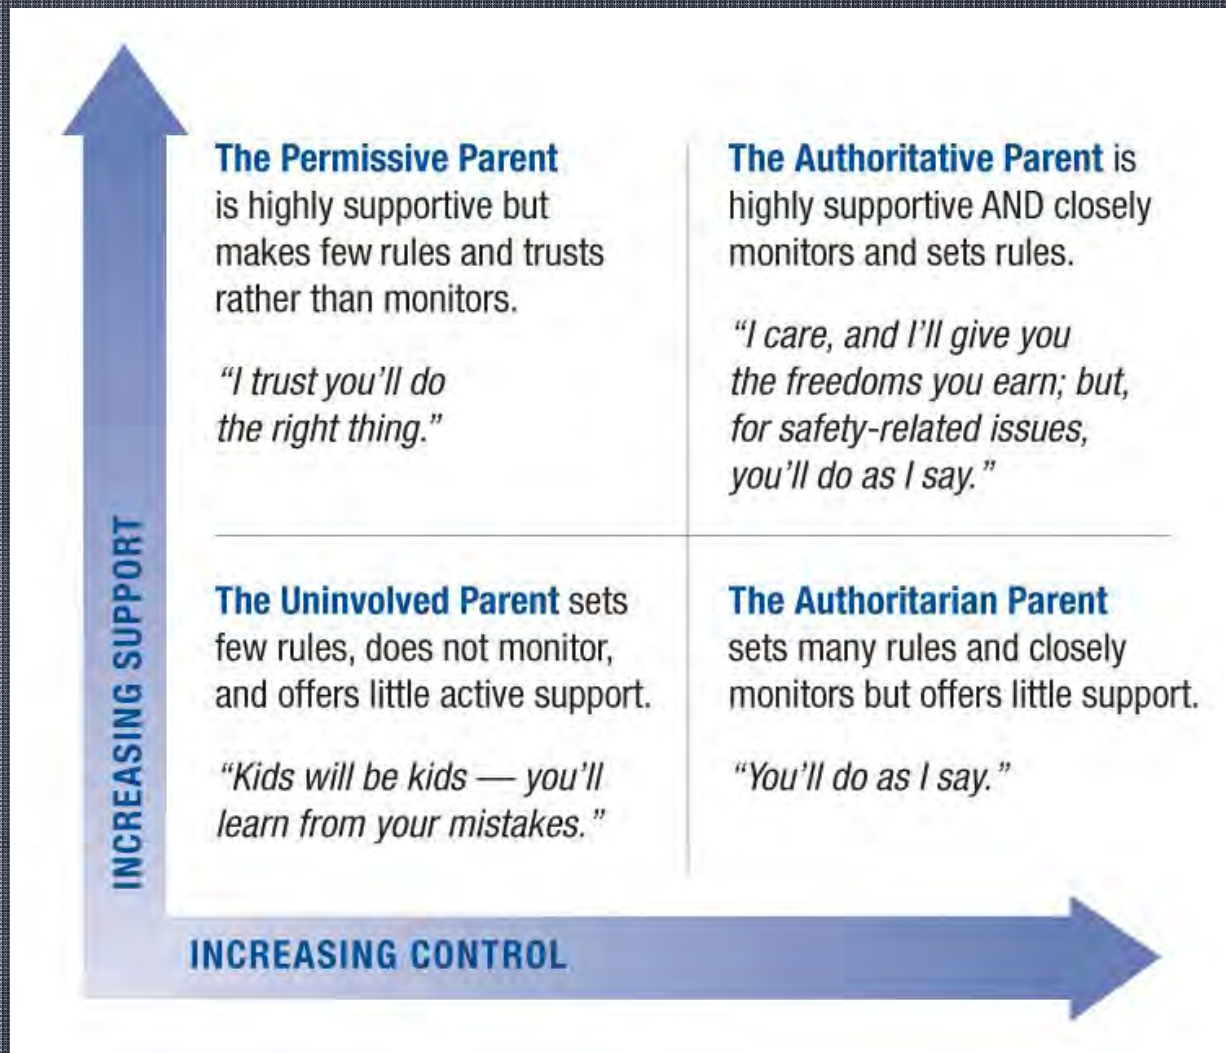 The Permissive Parent
is highly supportive but
makes few rules and trusts
rather than monitors.
“I trust you’ll do
the right thing.”
The Authoritative Parent is
highly supportive AND closely
monitors and sets rules.
“I care, and I’ll give you
the freedoms you earn; but,
for safety-related issues,
you’ll do as I say.”
The Uninvolved Parent sets
few rules, does not monitor,
and offers little active support.
“Kids will be kids — you’ll
learn from your mistakes.”
The Authoritarian Parent
sets many rules and closely
monitors but offers little support.
“You’ll do as I say.”
INCREASING SUPPORT
INCREASING CONTROL